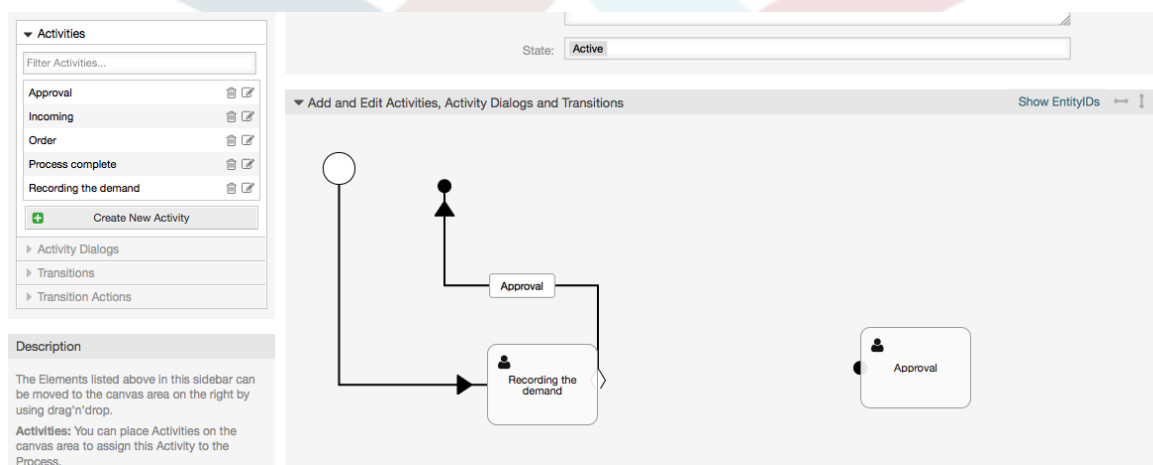 Activities
Filter Activities...
Approval
Incoming
Order
Process complete
Recording the demand
Create New Activity
Activity Dialogs
Transitions
Transition Actions
Description
The Elements listed above in this sidebar can
be moved to the canvas area on the right by
using drag'n'drop.
Activities: You can place Activities on the
canvas area to assign this Activity to the
Process.
State: Active
Add and Edit Activities, Activity Dialogs and Transitions
Show EntityIDs
Approval
Recording the
demand
Approval